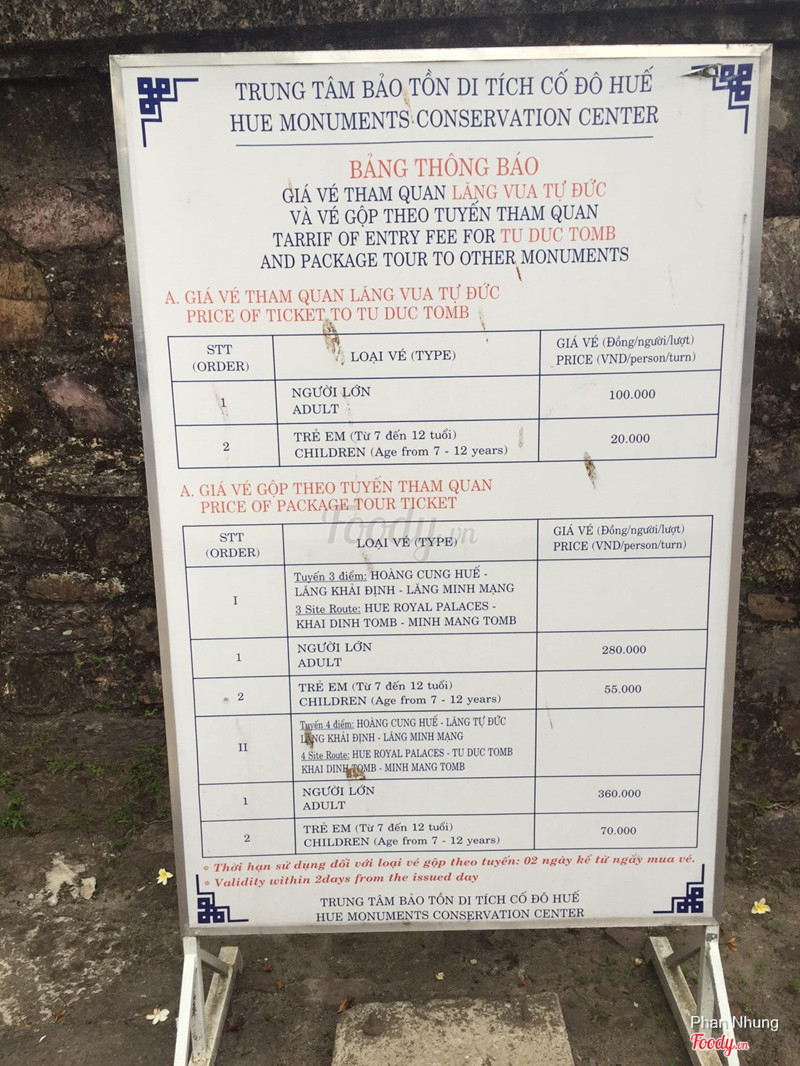 TRUNG TÂM BẢO TỒN DI TÍCH CỐ ĐÔ HUẾ
HUE MONUMENTS CONSERVATION CENTER
BẢNG THÔNG BÁO
GIÁ VÉ THAM QUAN LĂNG VUA TỰ ĐỨC
VÀ VÉ GỘP THEO TUYẾN THAM QUAN
TARRIF OF ENTRY FEE FOR TU DUC TOMB
AND PACKAGE TOUR TO OTHER MONUMENTS
A. GIÁ VÉ THAM QUAN LĂNG VUA TỰ ĐỨC
PRICE OF TICKET TO TU DUC TOMB
STT
(ORDER)
LOẠI VÉ (TYPE)
GIÁ VÉ (Đồng/người/lượt)
PRICE (VND/person/turn)
1
NGƯỜI LỚN
ADULT
100.000
2
TRẺ EM (Từ 7 đến 12 tuổi)
CHILDREN (Age from 7 - 12 years)
20.000
A. GIÁ VÉ GỘP THEO TUYẾN THAM QUAN
PRICE OF PACKAGE TOUR TICKET
Foody.vn
STT
(ORDER)
LOẠI VÉ (TYPE)
GIÁ VÉ (Đồng/người/lượt)
PRICE (VND/person/turn)
I
Tuyến 3 điểm: HOÀNG CUNG HUẾ -
LĂNG KHẢI ĐỊNH - LĂNG MINH MẠNG
3 Site Route: HUE ROYAL PALACES -
KHAI DINH TOMB - MINH MANG TOMB
1
NGƯỜI LỚN
ADULT
280.000
2
TRẺ EM (Từ 7 đến 12 tuổi)
CHILDREN (Age from 7 - 12 years)
55.000
II
Tuyến 4 điểm: HOÀNG CUNG HUẾ - LĂNG TỰ ĐỨC
LĂNG KHẢI ĐỊNH - LĂNG MINH MẠNG
4 Site Route: HUE ROYAL PALACES - TU DUC TOMB
KHAI DINH TOMB - MINH MANG TOMB
1
NGƯỜI LỚN
ADULT
360.000
2
TRẺ EM (Từ 7 đến 12 tuổi)
CHILDREN (Age from 7 - 12 years)
70.000
* Thời hạn sử dụng đối với loại vé gộp theo tuyến: 02 ngày kể từ ngày mua vé.
* Validity within 2days from the issued day
TRUNG TÂM BẢO TỒN DI TÍCH CỐ ĐÔ HUẾ
HUE MONUMENTS CONSERVATION CENTER
Phan Nhung
Foody.vn